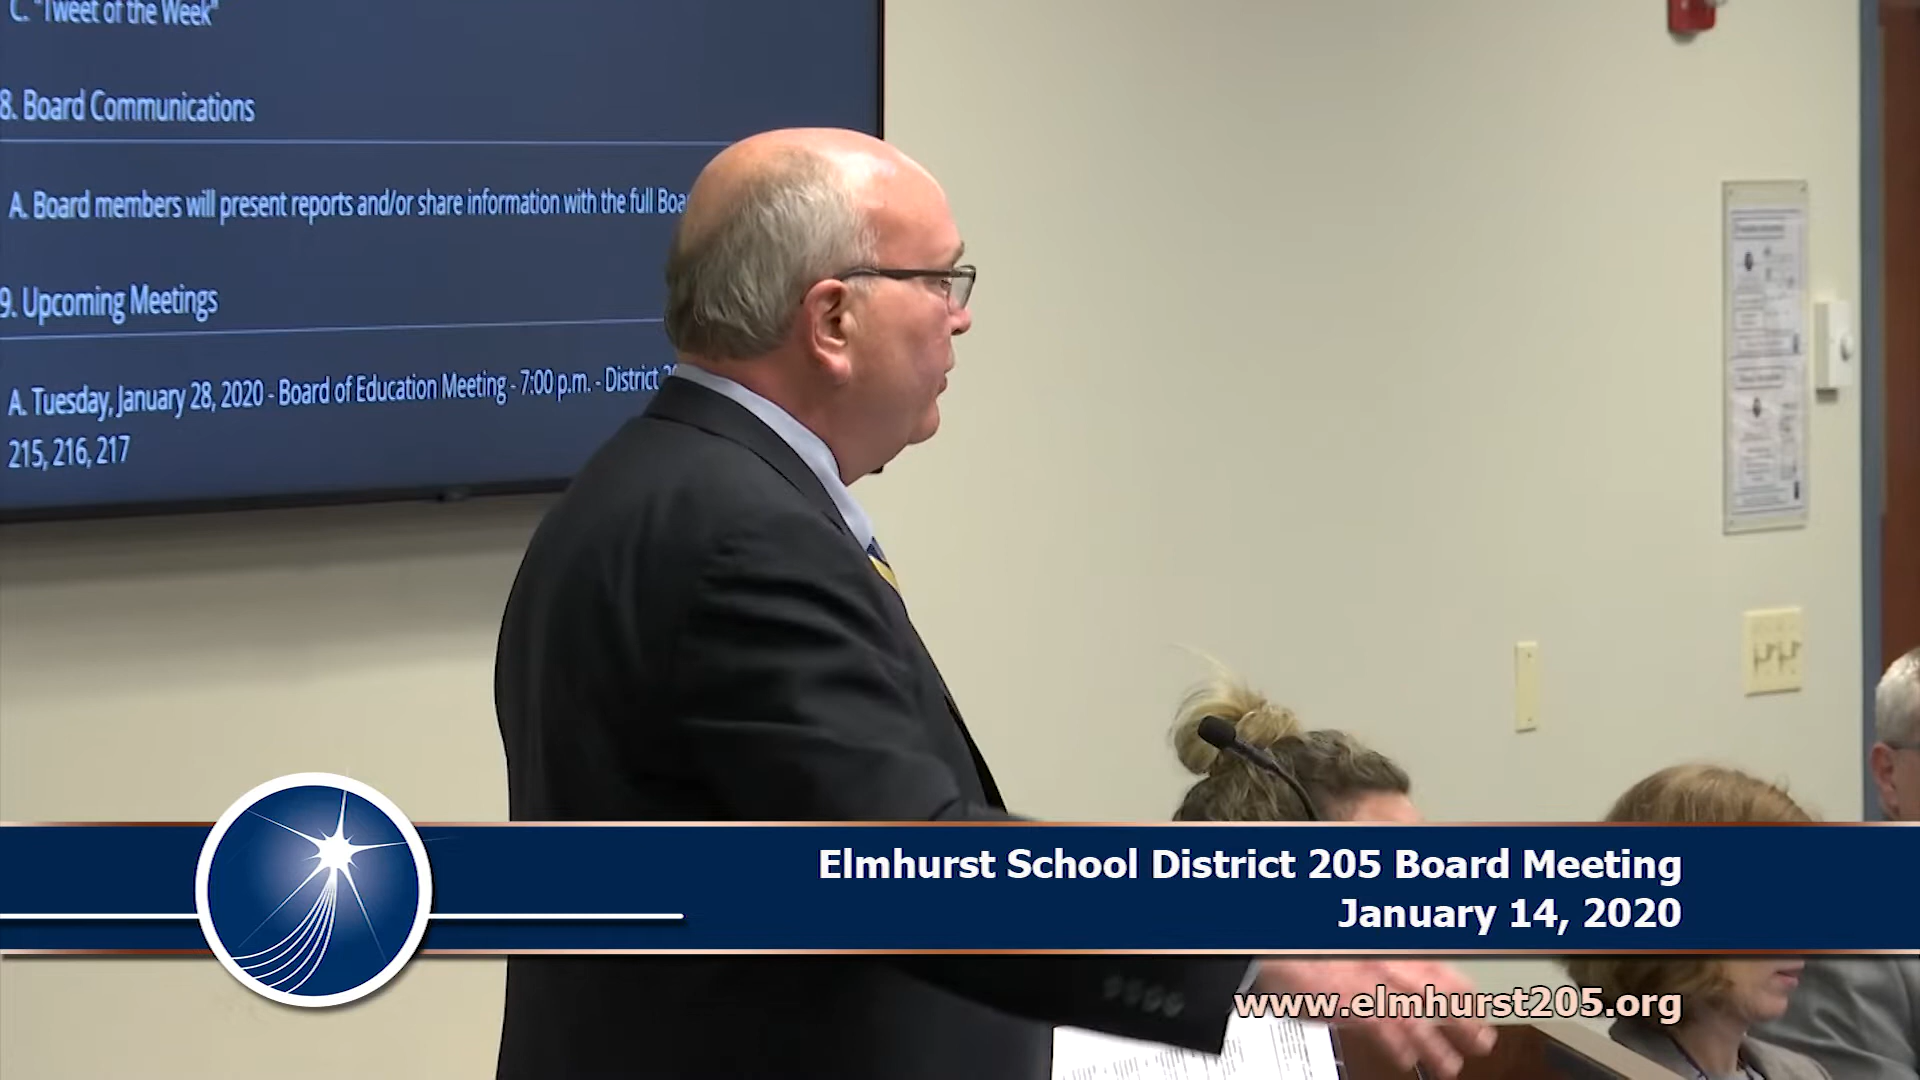 C. "Tweet of the Week"
8. Board Communications
A. Board members will present reports and/or share information with the full
9. Upcoming Meetings
A. Tuesday, January 28, 2020 - Board of Education Meeting - 7:00 p.m. - District
215, 216, 217
Elmhurst School District 205 Board Meeting
January 14, 2020
www.elmhurst205.org